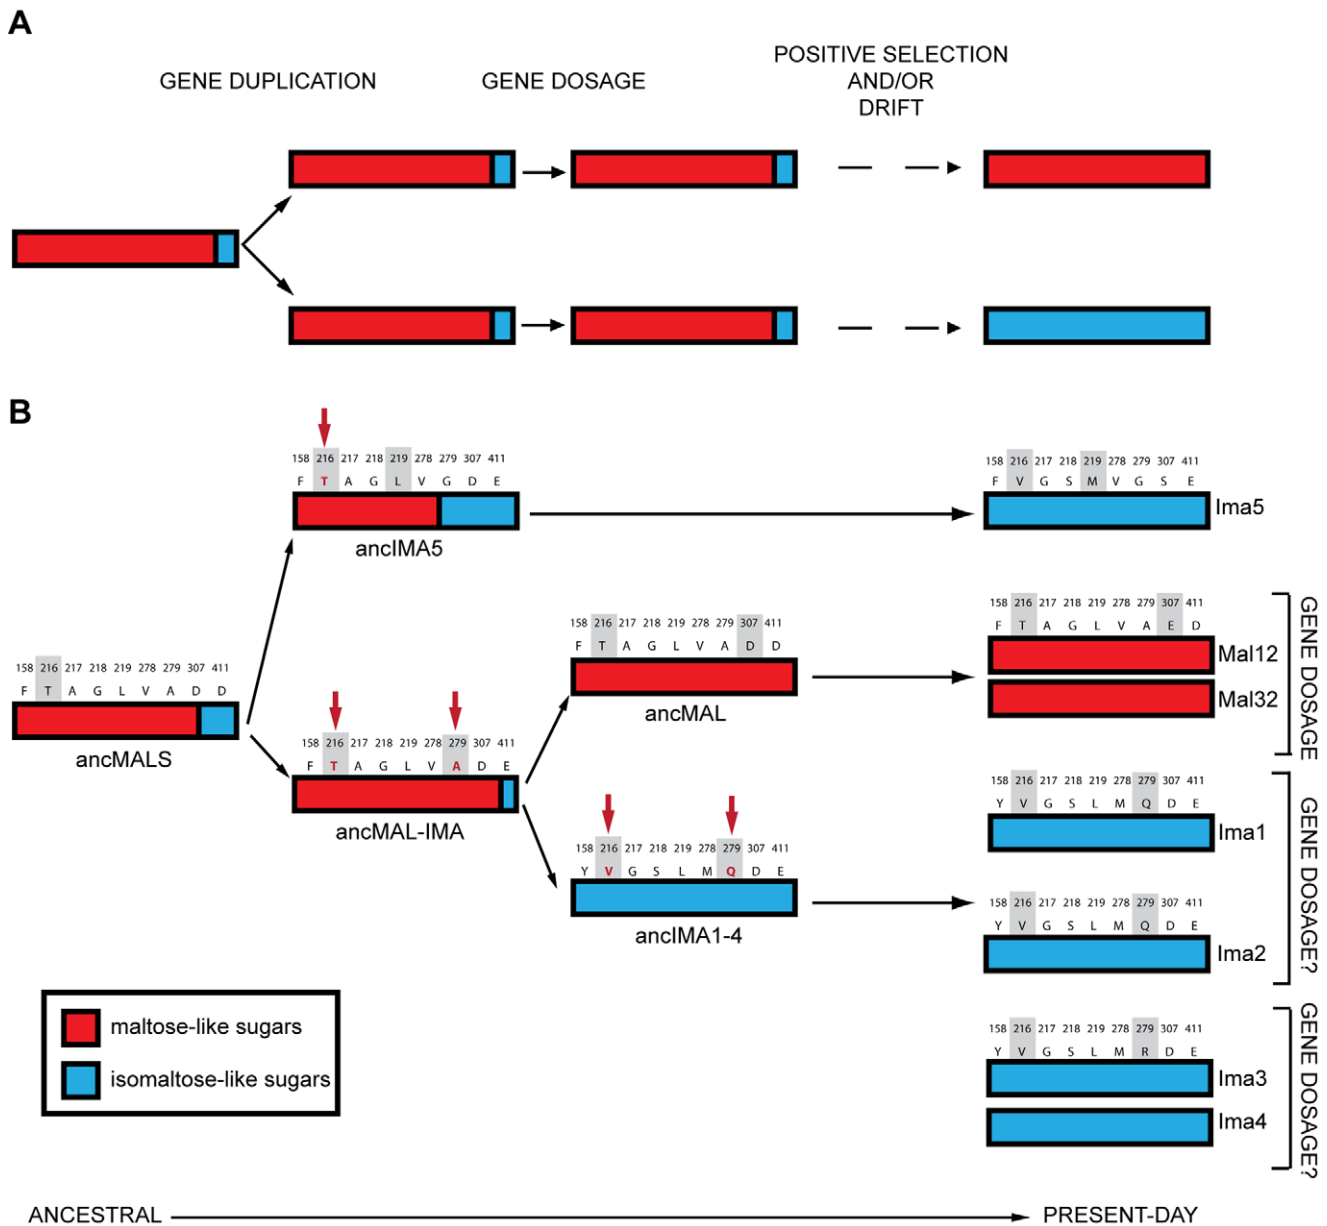 A
GENE DUPLICATION
GENE DOSAGE
POSITIVE SELECTION
AND/OR
DRIFT
B
158 216 217 218 219 278 279 307 411
F T A G L V G D E
ancIMA5
158 216 217 218 219 278 279 307 411
F V G S M V G S E
Ima5
158 216 217 218 219 278 279 307 411
F T A G L V A D D
ancMALS
158 216 217 218 219 278 279 307 411
F T A G L V A D E
ancMAL-IMA
158 216 217 218 219 278 279 307 411
F T A G L V A D D
ancMAL
158 216 217 218 219 278 279 307 411
Y V G S L M Q D E
ancIMA1-4
158 216 217 218 219 278 279 307 411
F T A G L V A E D
Mal12
Mal32
GENE DOSAGE
158 216 217 218 219 278 279 307 411
Y V G S L M Q D E
Ima1
158 216 217 218 219 278 279 307 411
Y V G S L M Q D E
Ima2
GENE DOSAGE?
158 216 217 218 219 278 279 307 411
Y V G S L M R D E
Ima3
Ima4
GENE DOSAGE?
maltose-like sugars
isomaltose-like sugars
ANCESTRAL
PRESENT-DAY